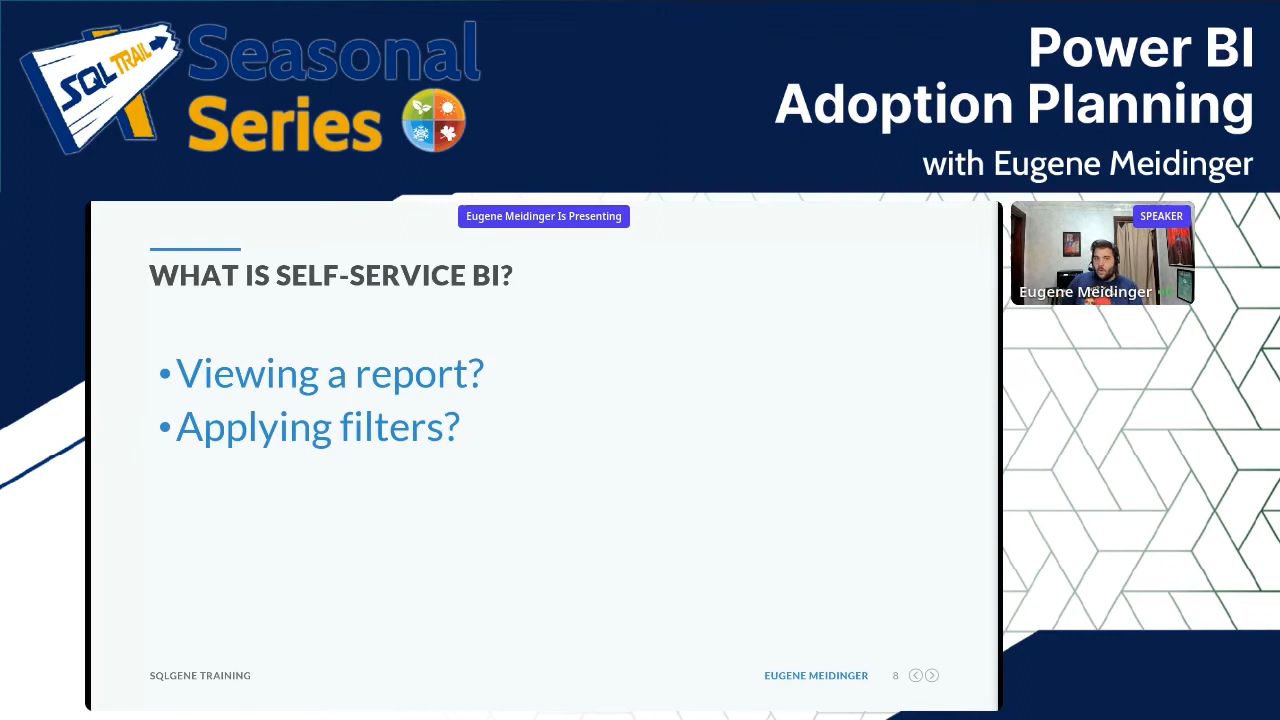 SQL TRAIL
Seasonal
Series
Power BI
Adoption Planning
with Eugene Meidinger
Eugene Meidinger Is Presenting
SPEAKER
Eugene Meidinger
WHAT IS SELF-SERVICE BI?
•Viewing a report?
•Applying filters?
SQLGENE TRAINING
EUGENE MEIDINGER
8